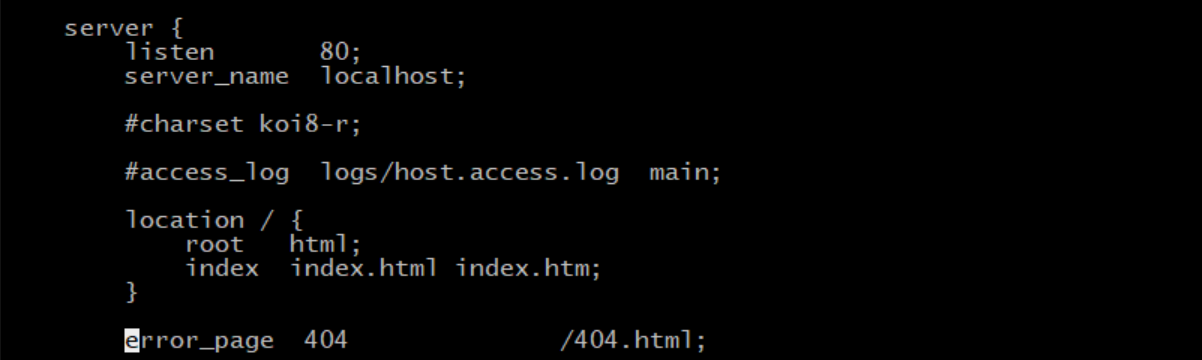 server {
    listen       80;
    server_name  localhost;

    #charset koi8-r;

    #access_log  logs/host.access.log  main;

    location / {
        root   html;
        index  index.html index.htm;
    }

    error_page  404              /404.html;